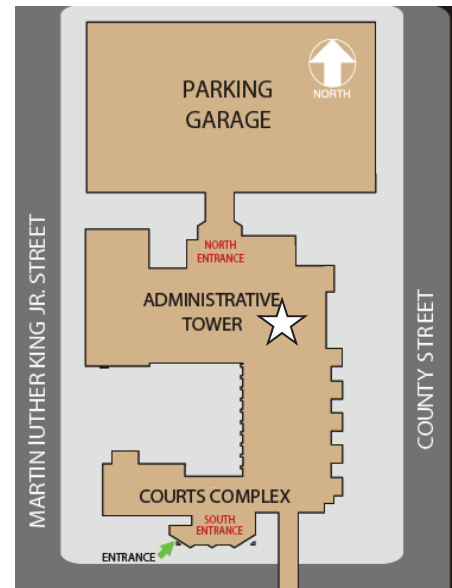 PARKING
GARAGE
NORTH
MARTIN LUTHER KING JR. STREET
NORTH
ENTRANCE
ADMINISTRATIVE
TOWER
COUNTY STREET
COURTS COMPLEX
SOUTH
ENTRANCE
ENTRANCE